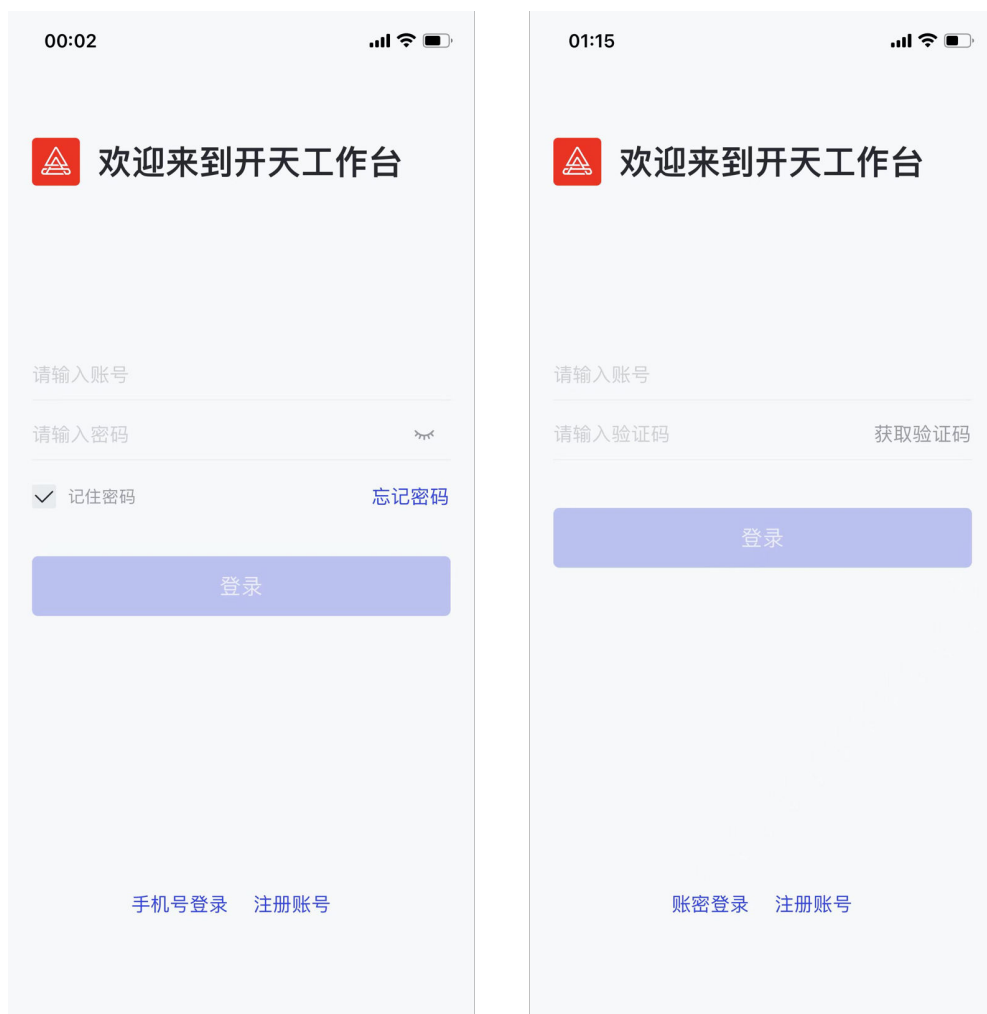 00:02
欢迎来到开天工作台
请输入账号
请输入密码
记住密码 忘记密码
登录
手机号登录 注册账号
01:15
欢迎来到开天工作台
请输入账号
请输入验证码 获取验证码
登录
账密登录 注册账号